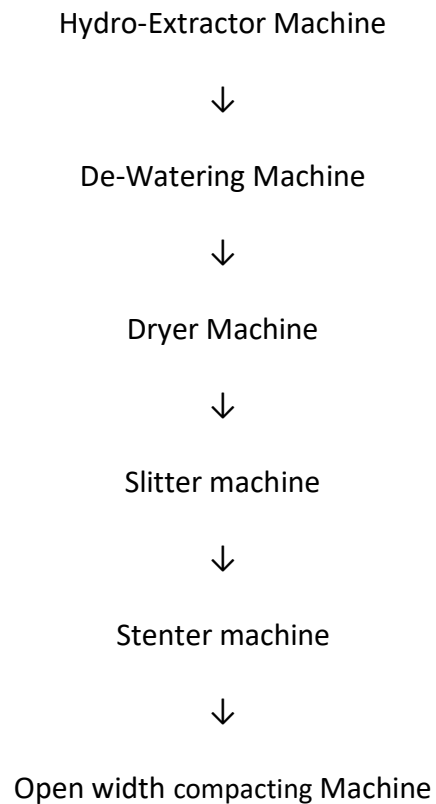 Hydro-Extractor Machine
↓
De-Watering Machine
↓
Dryer Machine
↓
Slitter machine
↓
Stenter machine
↓
Open width compacting Machine